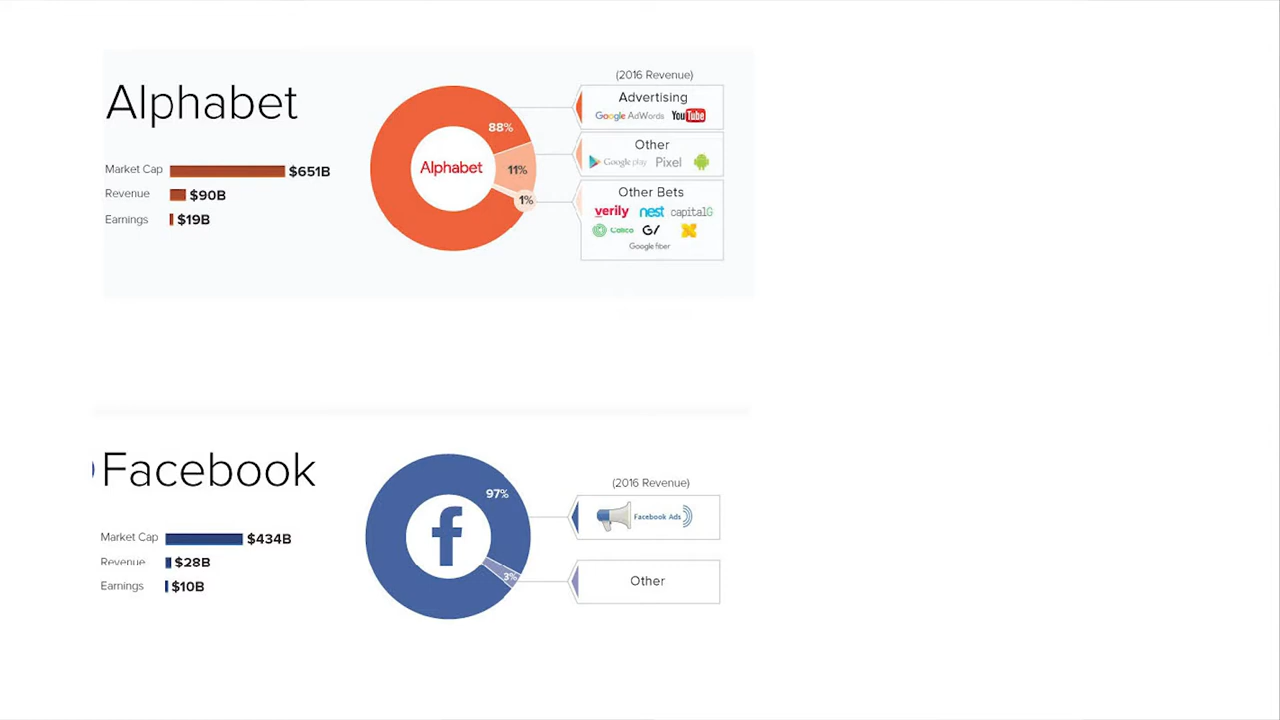 Alphabet
Market Cap $651B
Revenue $90B
Earnings $19B
88%
11%
1%
Alphabet
(2016 Revenue)
Advertising
Google AdWords YouTube
Other
Google play Pixel
Other Bets
verily nest capitalG
Calico G/
Google fiber
Facebook
Market Cap $434B
Revenue $28B
Earnings $10B
97%
f
3%
(2016 Revenue)
Facebook Ads
Other